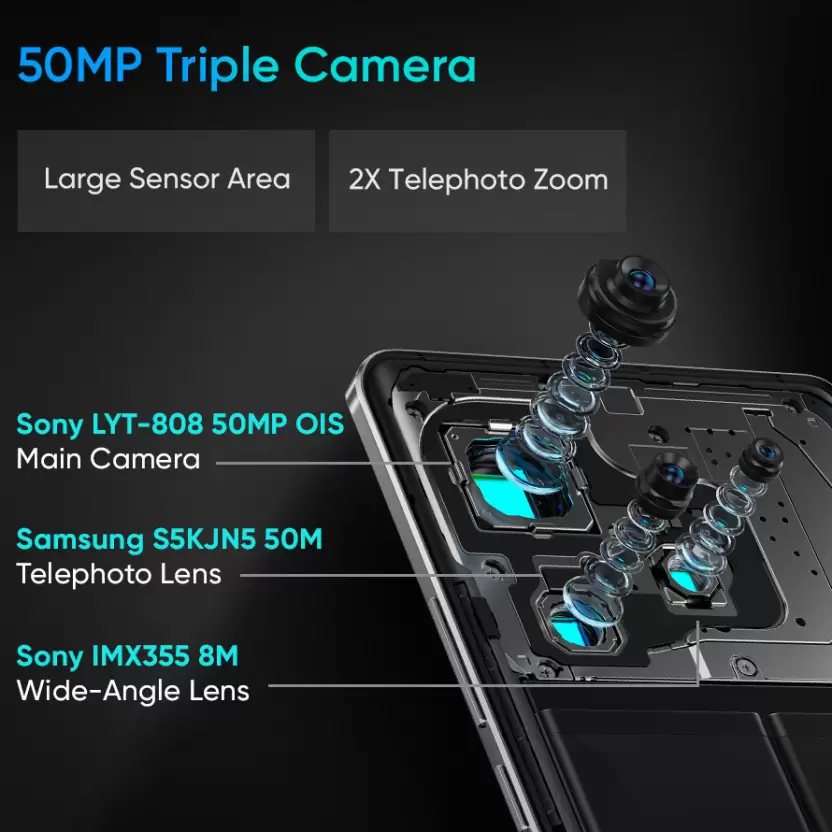 50MP Triple Camera
Large Sensor Area
2X Telephoto Zoom
Sony LYT-808 50MP OIS
Main Camera
Samsung S5KJN5 50M
Telephoto Lens
Sony IMX355 8M
Wide-Angle Lens